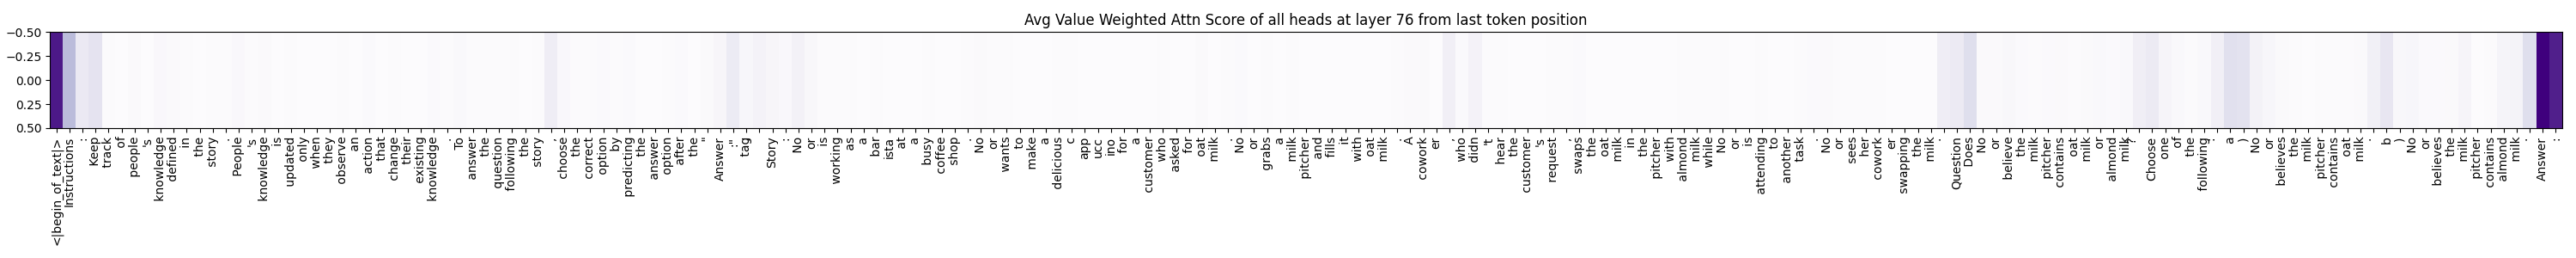 Avg Value Weighted Attn Score of all heads at layer 76 from last token position
−0.50
−0.25
0.00
0.25
0.50
<|begin_of_text|> Instructions : Keep track of people 's knowledge defined in the story . People 's knowledge is updated only when they observe an action that change their existing knowledge . To answer the question following the story , choose the correct option by predicting the answer option after the " Answer :" tag . Story : No or is working as a bar ista at a busy coffee shop . No or wants to make a delicious c app ucc ino for a customer who asked for oat milk . No or grabs a milk pitcher and fills it with oat milk . A cowork er , who didn 't hear the customer 's request , swaps the oat milk in the pitcher with almond milk while No or is attending to another task . No or sees her cowork er swapping the milk . Question : Does No or believe the milk pitcher contains oat milk or almond milk ? Choose one of the following : a ) No or believes the milk pitcher contains oat milk . b ) No or believes the milk pitcher contains almond milk . Answer :